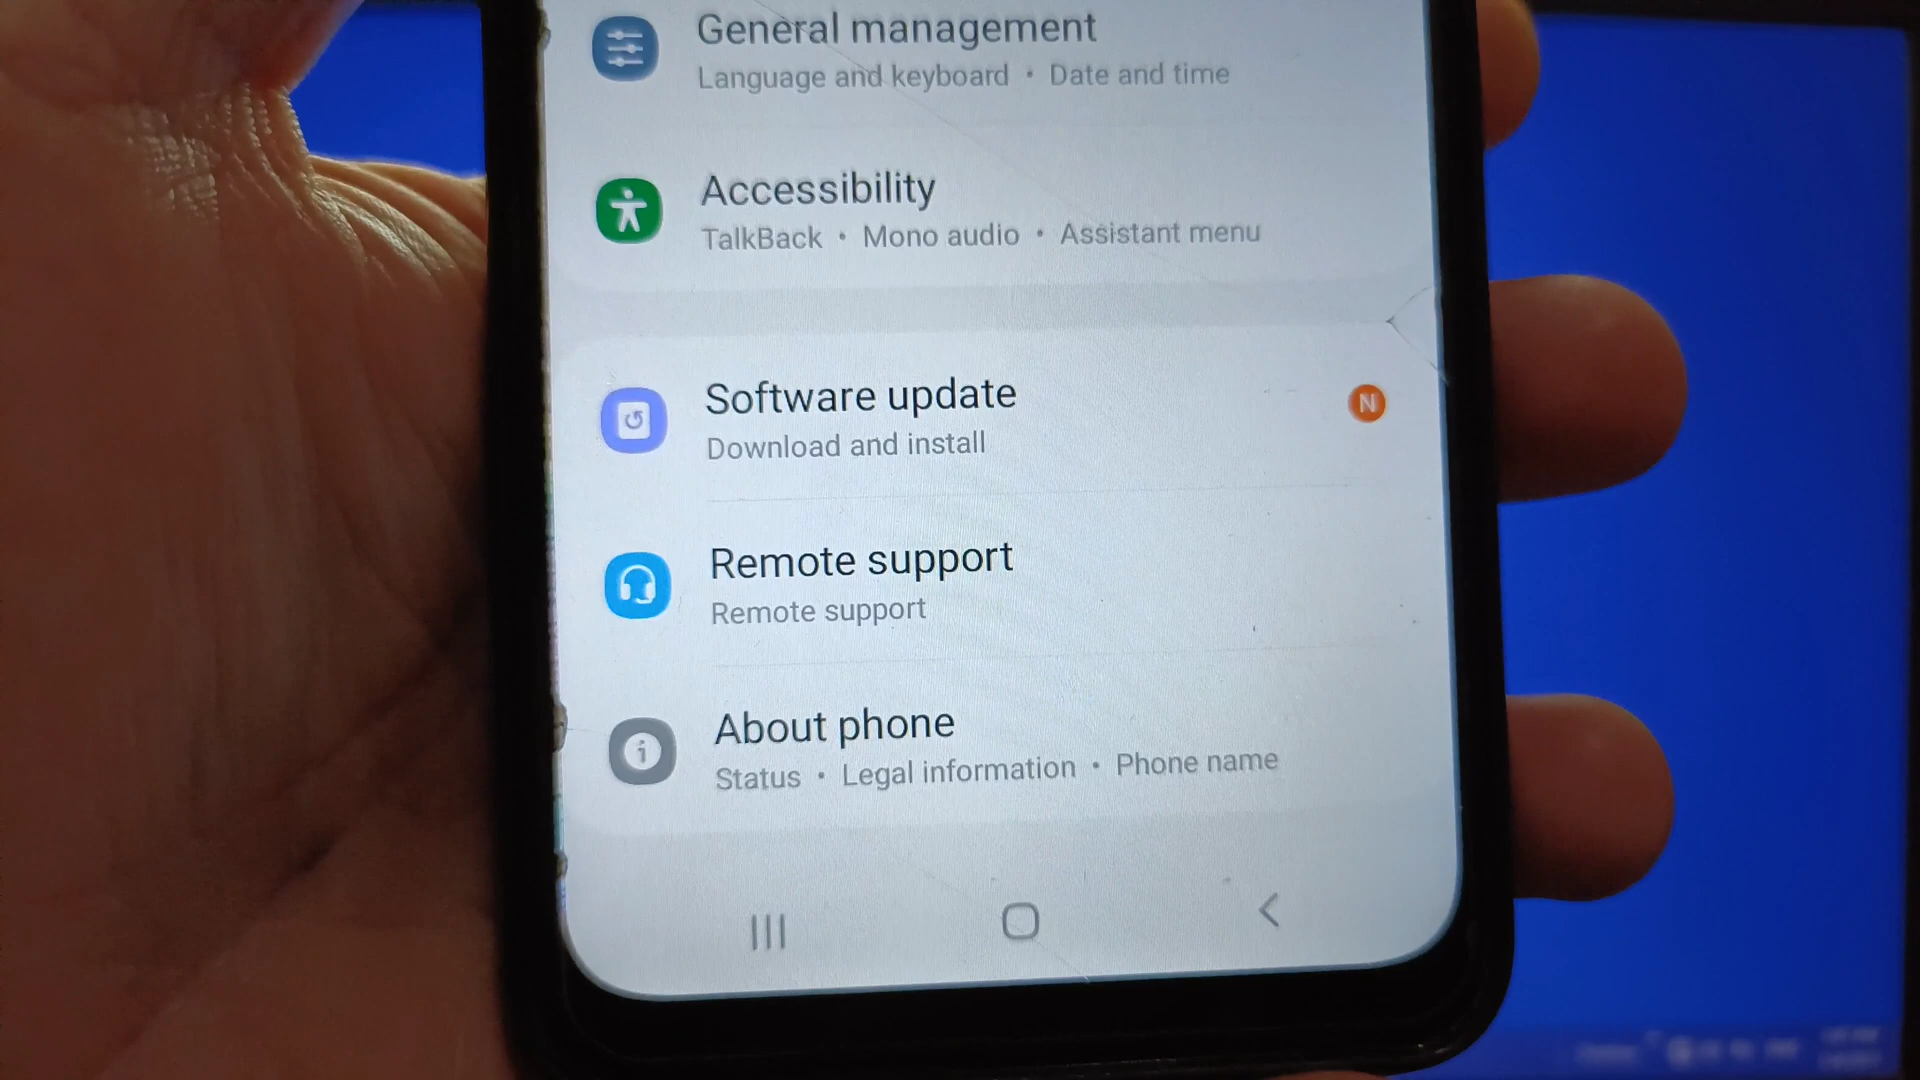 General management
Language and keyboard • Date and time
Accessibility
TalkBack • Mono audio • Assistant menu
Software update
N
Download and install
Remote support
Remote support
About phone
Status • Legal information • Phone name